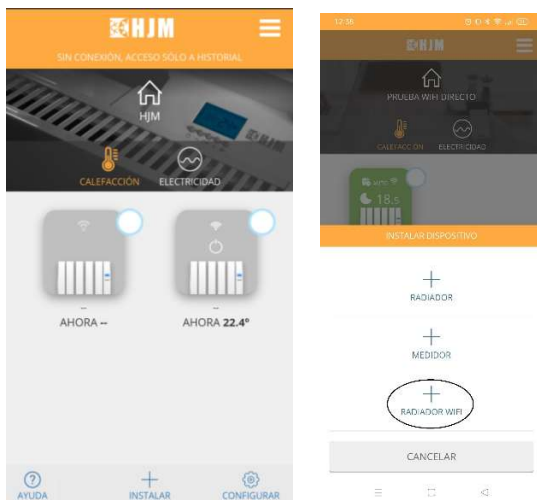 HJM
SIN CONEXIÓN, ACCESO SÓLO A HISTORIAL
HJM
CALEFACCIÓN ELECTRICIDAD
--
AHORA --
--
AHORA 22.4°
AYUDA INSTALAR CONFIGURAR
12:58
HJM
PRUEBA WIFI DIRECTO
CALEFACCIÓN ELECTRICIDAD
WIFI
18.5
INSTALAR DISPOSITIVO
RADIADOR
MEDIDOR
RADIADOR WIFI
CANCELAR